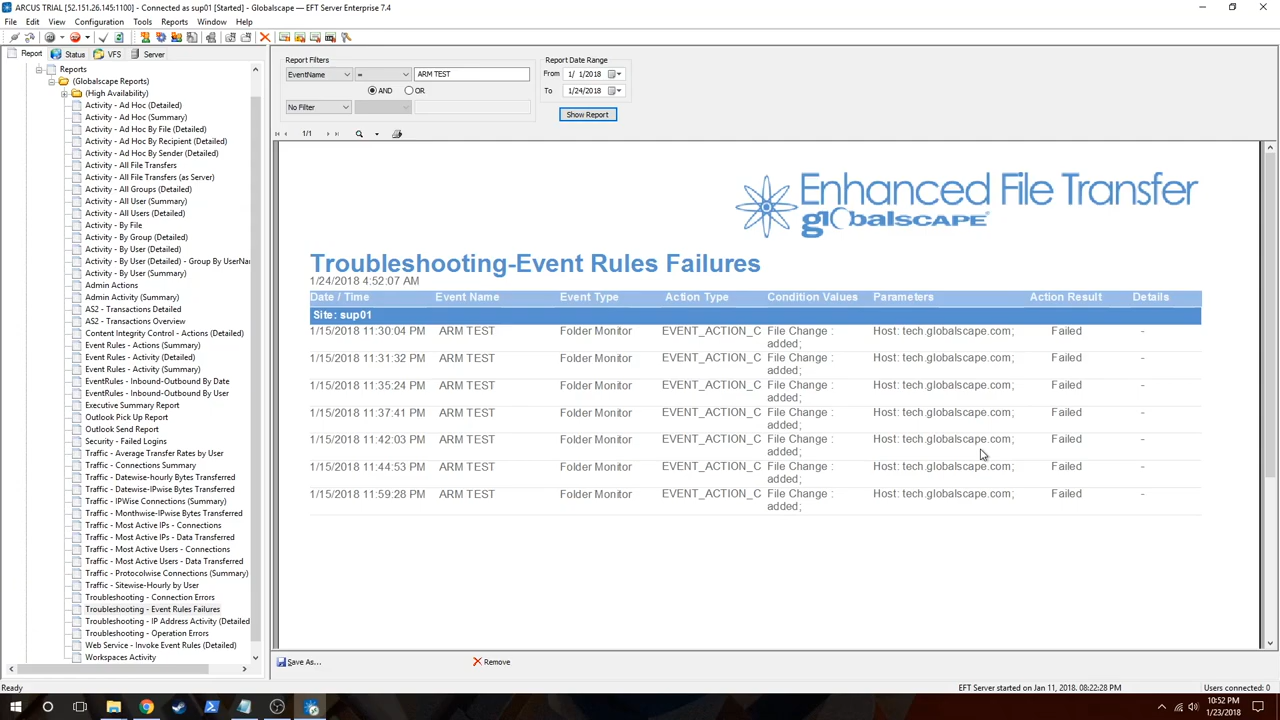 ARCUS TRIAL [52.151.26.145:1100] - Connected as sup01 [Started] - Globalscape — EFT Server Enterprise 7.4
File Edit View Configuration Tools Reports Window Help
Report Status VFS Server
Reports
(Globalscape Reports)
(High Availability)
Activity - Ad Hoc (Detailed)
Activity - Ad Hoc (Summary)
Activity - Ad Hoc By File (Detailed)
Activity - Ad Hoc By Recipient (Detailed)
Activity - Ad Hoc By Sender (Detailed)
Activity - All File Transfers
Activity - All File Transfers (as Server)
Activity - All Groups (Detailed)
Activity - All User (Summary)
Activity - All Users (Detailed)
Activity - By File
Activity - By Group (Detailed)
Activity - By User (Detailed)
Activity - By User (Detailed) - Group By UserNa
Activity - By User (Summary)
Admin Actions
Admin Activity (Summary)
AS2 - Transactions Detailed
AS2 - Transactions Overview
Content Integrity Control - Actions (Detailed)
Event Rules - Actions (Summary)
Event Rules - Activity (Detailed)
Event Rules - Activity (Summary)
EventRules - Inbound-Outbound By Date
EventRules - Inbound-Outbound By User
Executive Summary Report
Outlook Pick Up Report
Outlook Send Report
Security - Failed Logins
Traffic - Average Transfer Rates by User
Traffic - Connections Summary
Traffic - Datewise-hourly Bytes Transferred
Traffic - Datewise-IPwise Bytes Transferred
Traffic - IPWise Connections (Summary)
Traffic - Monthwise-IPwise Bytes Transferred
Traffic - Most Active IPs - Connections
Traffic - Most Active IPs - Data Transferred
Traffic - Most Active Users - Connections
Traffic - Most Active Users - Data Transferred
Traffic - Protocolwise Connections (Summary)
Traffic - Sitewise-Hourly by User
Troubleshooting - Connection Errors
Troubleshooting - Event Rules Failures
Troubleshooting - IP Address Activity (Detailed
Troubleshooting - Operation Errors
Web Service - Invoke Event Rules (Detailed)
Workspaces Activity
Report Filters
EventName = ARM TEST
AND OR
No Filter
Report Date Range
From 1/ 1/2018
To 1/24/2018
Show Report
1/1
Enhanced File Transfer
globalscape®
Troubleshooting-Event Rules Failures
1/24/2018 4:52:07 AM
Date / Time Event Name Event Type Action Type Condition Values Parameters Action Result Details
Site: sup01
1/15/2018 11:30:04 PM ARM TEST Folder Monitor EVENT_ACTION_C File Change : Host: tech.globalscape.com; Failed -
added;
1/15/2018 11:31:32 PM ARM TEST Folder Monitor EVENT_ACTION_C File Change : Host: tech.globalscape.com; Failed -
added;
1/15/2018 11:35:24 PM ARM TEST Folder Monitor EVENT_ACTION_C File Change : Host: tech.globalscape.com; Failed -
added;
1/15/2018 11:37:41 PM ARM TEST Folder Monitor EVENT_ACTION_C File Change : Host: tech.globalscape.com; Failed -
added;
1/15/2018 11:42:03 PM ARM TEST Folder Monitor EVENT_ACTION_C File Change : Host: tech.globalscape.com; Failed -
added;
1/15/2018 11:44:53 PM ARM TEST Folder Monitor EVENT_ACTION_C File Change : Host: tech.globalscape.com; Failed -
added;
1/15/2018 11:59:28 PM ARM TEST Folder Monitor EVENT_ACTION_C File Change : Host: tech.globalscape.com; Failed -
added;
Save As... Remove
Ready EFT Server started on Jan 11, 2018. 08:22:28 PM Users connected: 0
10:52 PM
1/23/2018